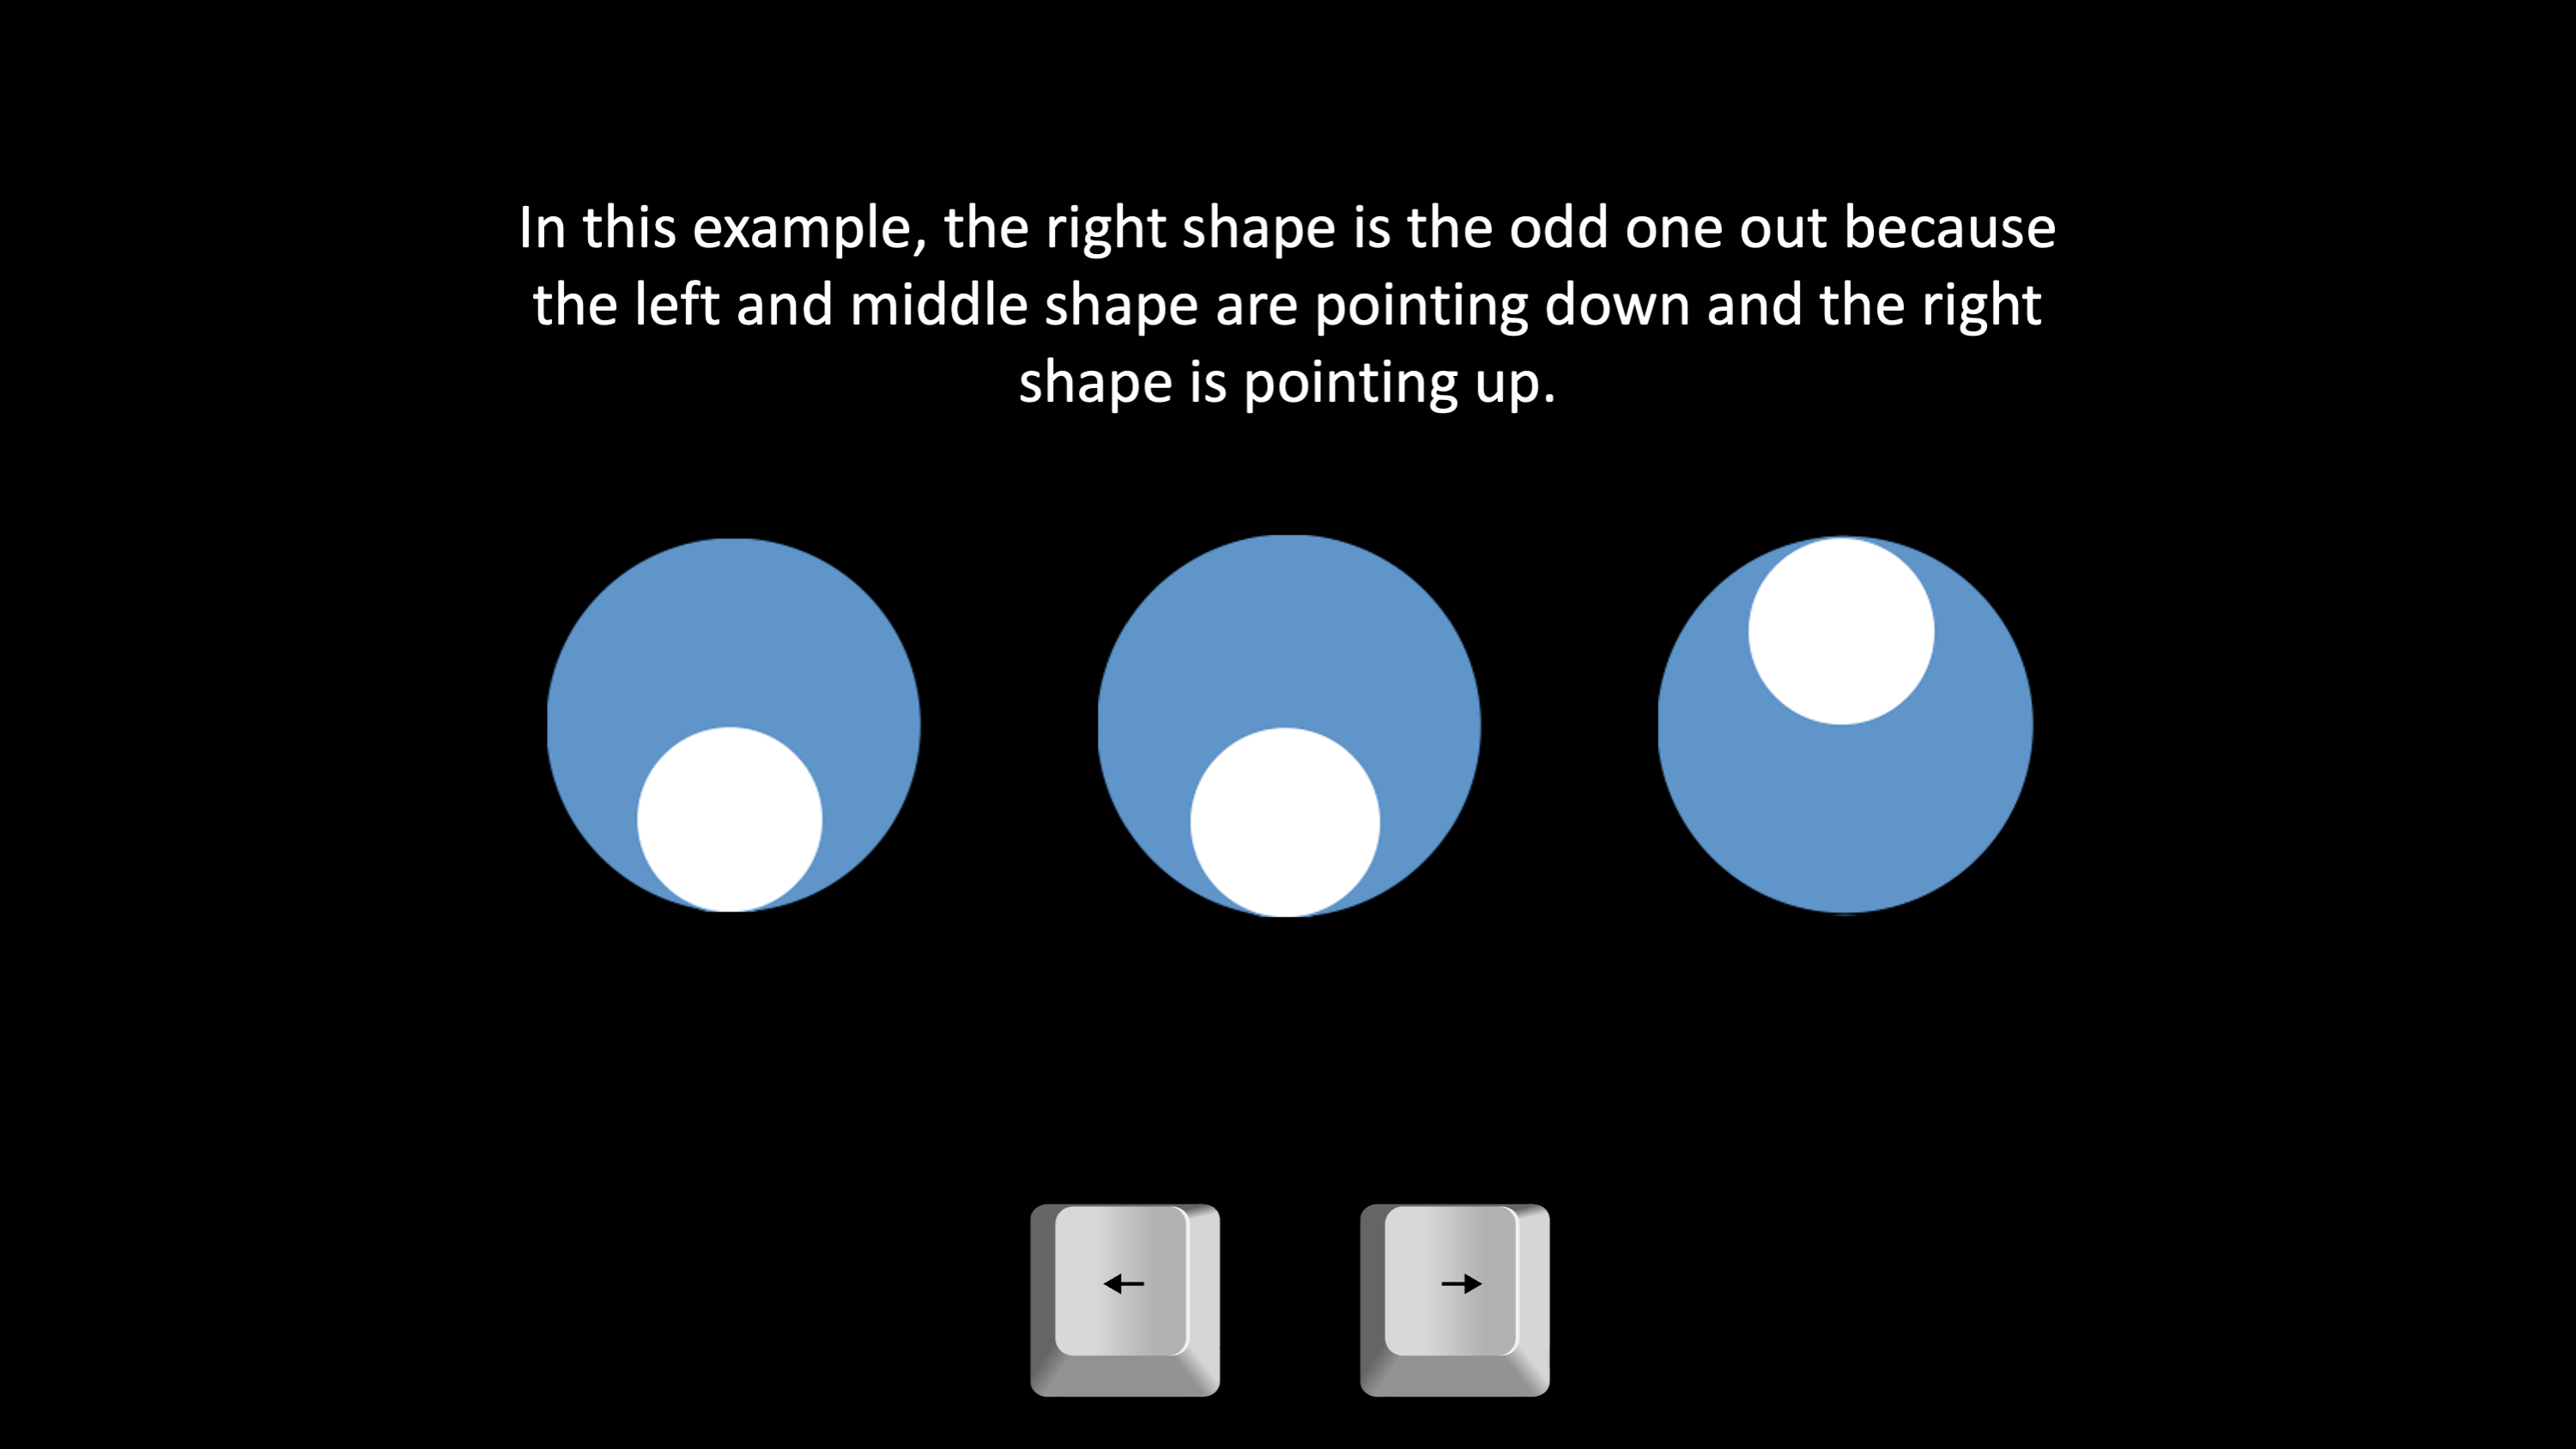 In this example, the right shape is the odd one out because
the left and middle shape are pointing down and the right
shape is pointing up.
← →